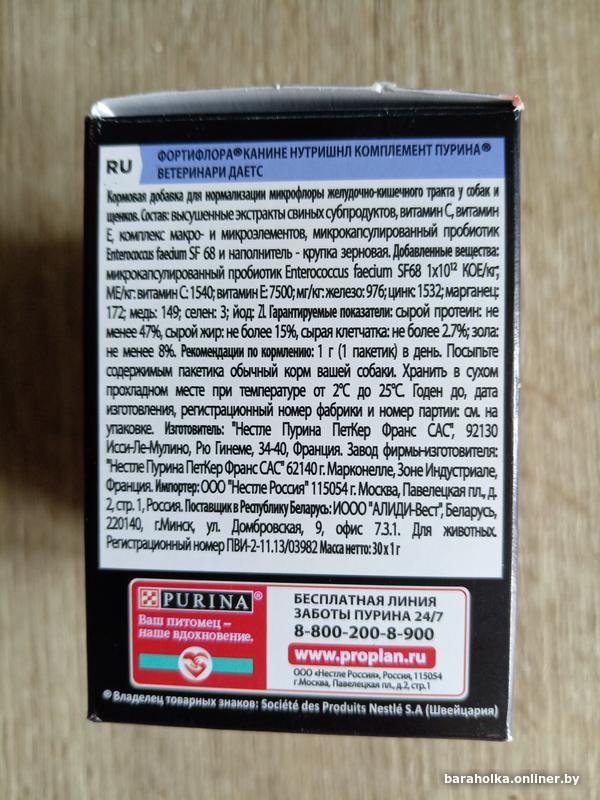 RU
ФОРТИФЛОРА® КАНИНЕ НУТРИШНЛ КОМПЛЕМЕНТ ПУРИНА®
ВЕТЕРИНАРИ ДАЕТС
Кормовая добавка для нормализации микрофлоры желудочно-кишечного тракта у собак и
щенков. Состав: высушенные экстракты свиных субпродуктов, витамин С, витамин
Е, комплекс макро- и микроэлементов, микрокапсулированный пробиотик
Enterococcus faecium SF 68 и наполнитель - крупка зерновая. Добавленные вещества:
микрокапсулированный пробиотик Enterococcus faecium SF68 1x10¹² КОЕ/кг;
МЕ/кг: витамин С: 1540; витамин Е: 7500; мг/кг: железо: 976; цинк: 1532; марганец:
172; медь: 149; селен: 3; йод: 21. Гарантируемые показатели: сырой протеин: не
менее 47%, сырой жир: не более 15%, сырая клетчатка: не более 2.7%; зола:
не менее 8%. Рекомендации по кормлению: 1 г (1 пакетик) в день. Посыпьте
содержимым пакетика обычный корм вашей собаки. Хранить в сухом
прохладном месте при температуре от 2°С до 25°С. Годен до, дата
изготовления, регистрационный номер фабрики и номер партии: см. на
упаковке. Изготовитель: "Нестле Пурина ПетКер Франс САС", 92130
Исси-Ле-Мулино, Рю Гинеме, 34-40, Франция. Завод фирмы-изготовителя:
"Нестле Пурина ПетКер Франс САС" 62140 г. Марконелле, Зоне Индустриале,
Франция. Импортер: ООО "Нестле Россия" 115054 г. Москва, Павелецкая пл., д.
2, стр. 1, Россия. Поставщик в Республику Беларусь: ИООО "АЛИДИ-Вест", Беларусь,
220140, г.Минск, ул. Домбровская, 9, офис 7.3.1. Для животных.
Регистрационный номер ПВИ-2-11.13/03982 Масса нетто: 30 x 1 г
PURINA®
Ваш питомец –
наше вдохновение.
БЕСПЛАТНАЯ ЛИНИЯ
ЗАБОТЫ ПУРИНА 24/7
8-800-200-8-900
www.proplan.ru
ООО «Нестле Россия», Россия, 115054
г.Москва, Павелецкая пл., д.2, стр.1
® Владелец товарных знаков: Société des Produits Nestlé S.A (Швейцария)
baraholka.onliner.by